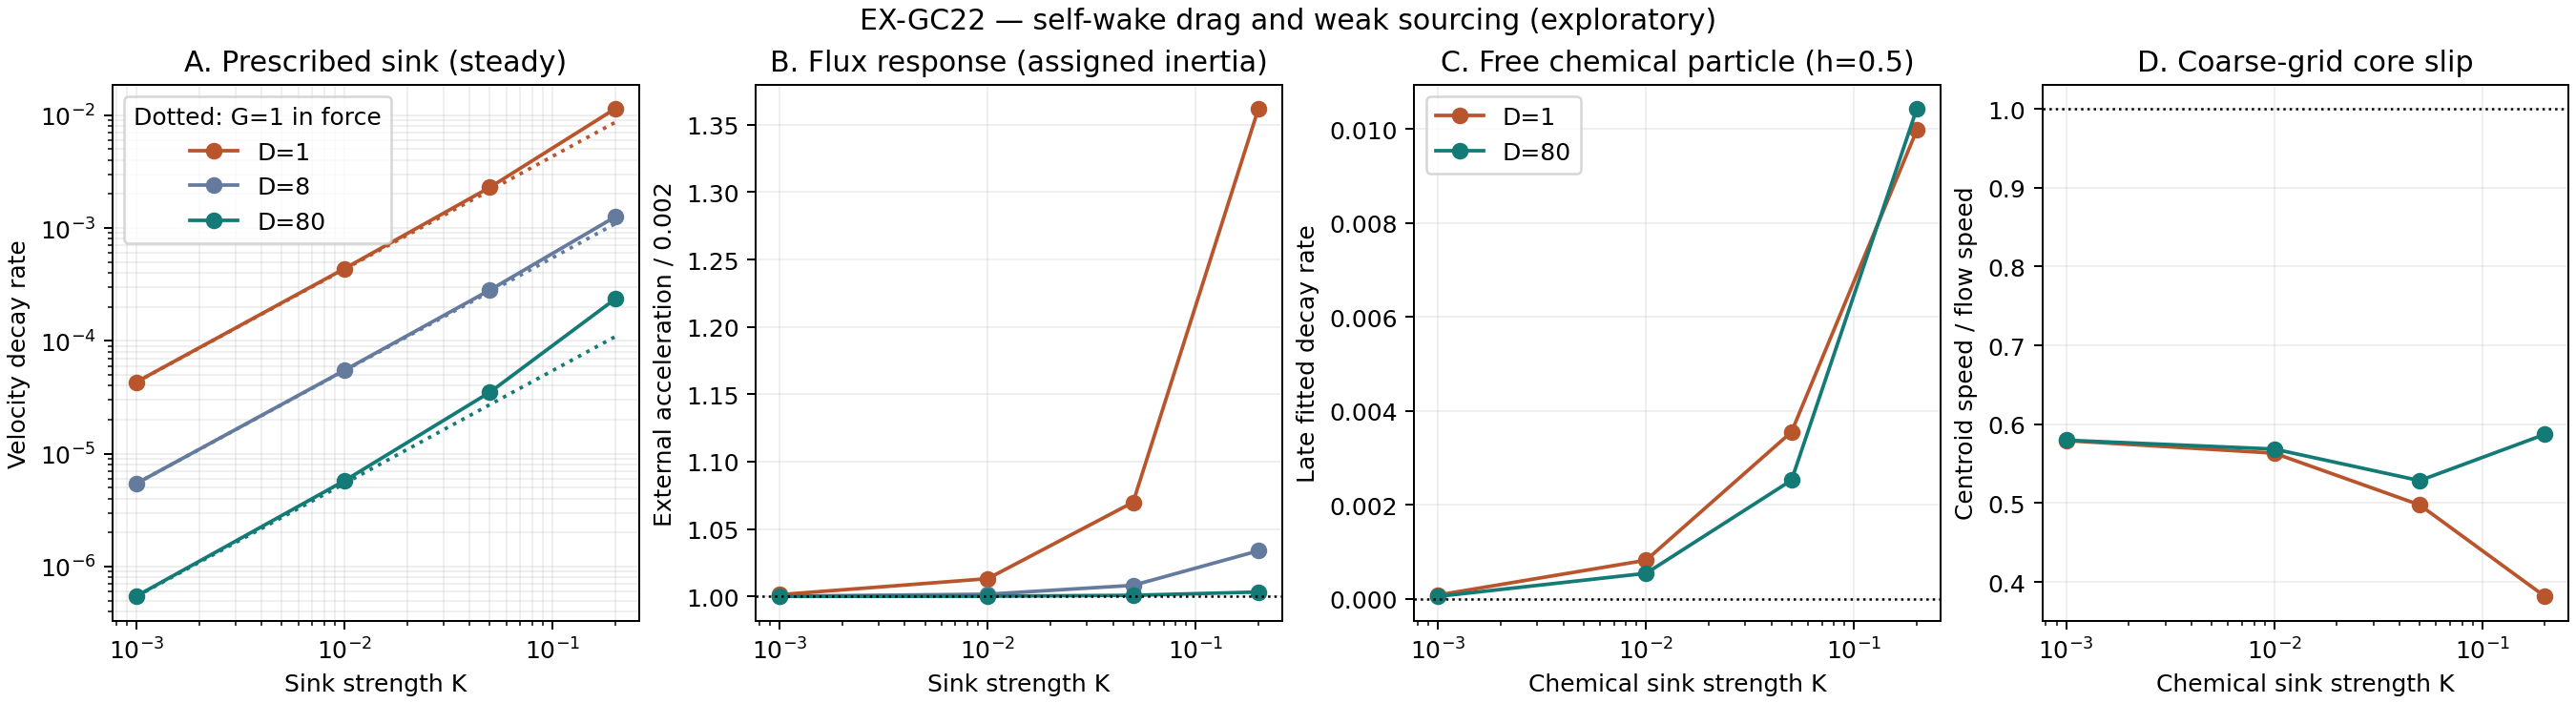 EX-GC22 — self-wake drag and weak sourcing (exploratory)
A. Prescribed sink (steady)
Velocity decay rate
10⁻²
10⁻³
10⁻⁴
10⁻⁵
10⁻⁶
Dotted: G=1 in force
D=1
D=8
D=80
10⁻³
10⁻²
10⁻¹
Sink strength K
B. Flux response (assigned inertia)
External acceleration / 0.002
1.35
1.30
1.25
1.20
1.15
1.10
1.05
1.00
10⁻³
10⁻²
10⁻¹
Sink strength K
C. Free chemical particle (h=0.5)
Late fitted decay rate
0.010
0.008
0.006
0.004
0.002
0.000
D=1
D=80
10⁻³
10⁻²
10⁻¹
Chemical sink strength K
D. Coarse-grid core slip
Centroid speed / flow speed
1.0
0.9
0.8
0.7
0.6
0.5
0.4
10⁻³
10⁻²
10⁻¹
Chemical sink strength K